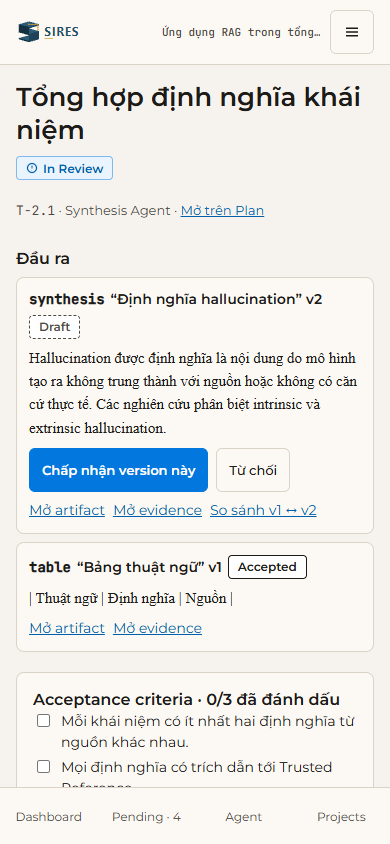 SIRES
Ứng dụng RAG trong tổng…
Tổng hợp định nghĩa khái
niệm
In Review
T-2.1 · Synthesis Agent · Mở trên Plan
Đầu ra
synthesis “Định nghĩa hallucination” v2
Draft
Hallucination được định nghĩa là nội dung do mô hình
tạo ra không trung thành với nguồn hoặc không có căn
cứ thực tế. Các nghiên cứu phân biệt intrinsic và
extrinsic hallucination.
Chấp nhận version này Từ chối
Mở artifact Mở evidence So sánh v1 ↔ v2
table “Bảng thuật ngữ” v1 Accepted
| Thuật ngữ | Định nghĩa | Nguồn |
Mở artifact Mở evidence
Acceptance criteria · 0/3 đã đánh dấu
Mỗi khái niệm có ít nhất hai định nghĩa từ
nguồn khác nhau.
Mọi định nghĩa có trích dẫn tới Trusted
Reference.
Dashboard Pending · 4 Agent Projects